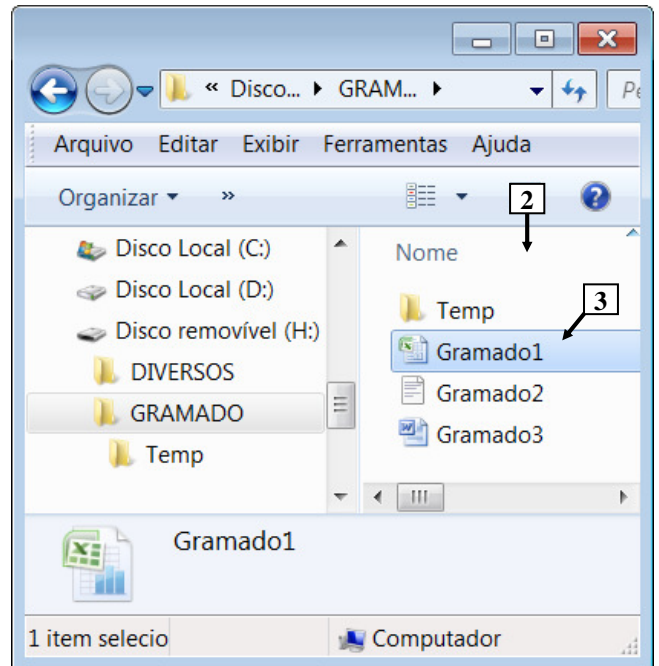 « Disco... ▸ GRAM... ▸
Arquivo Editar Exibir Ferramentas Ajuda
Organizar »
2
Disco Local (C:)
Disco Local (D:)
Disco removível (H:)
DIVERSOS
GRAMADO
Temp
Nome
Temp
3
Gramado1
Gramado2
Gramado3
Gramado1
1 item selecio
Computador